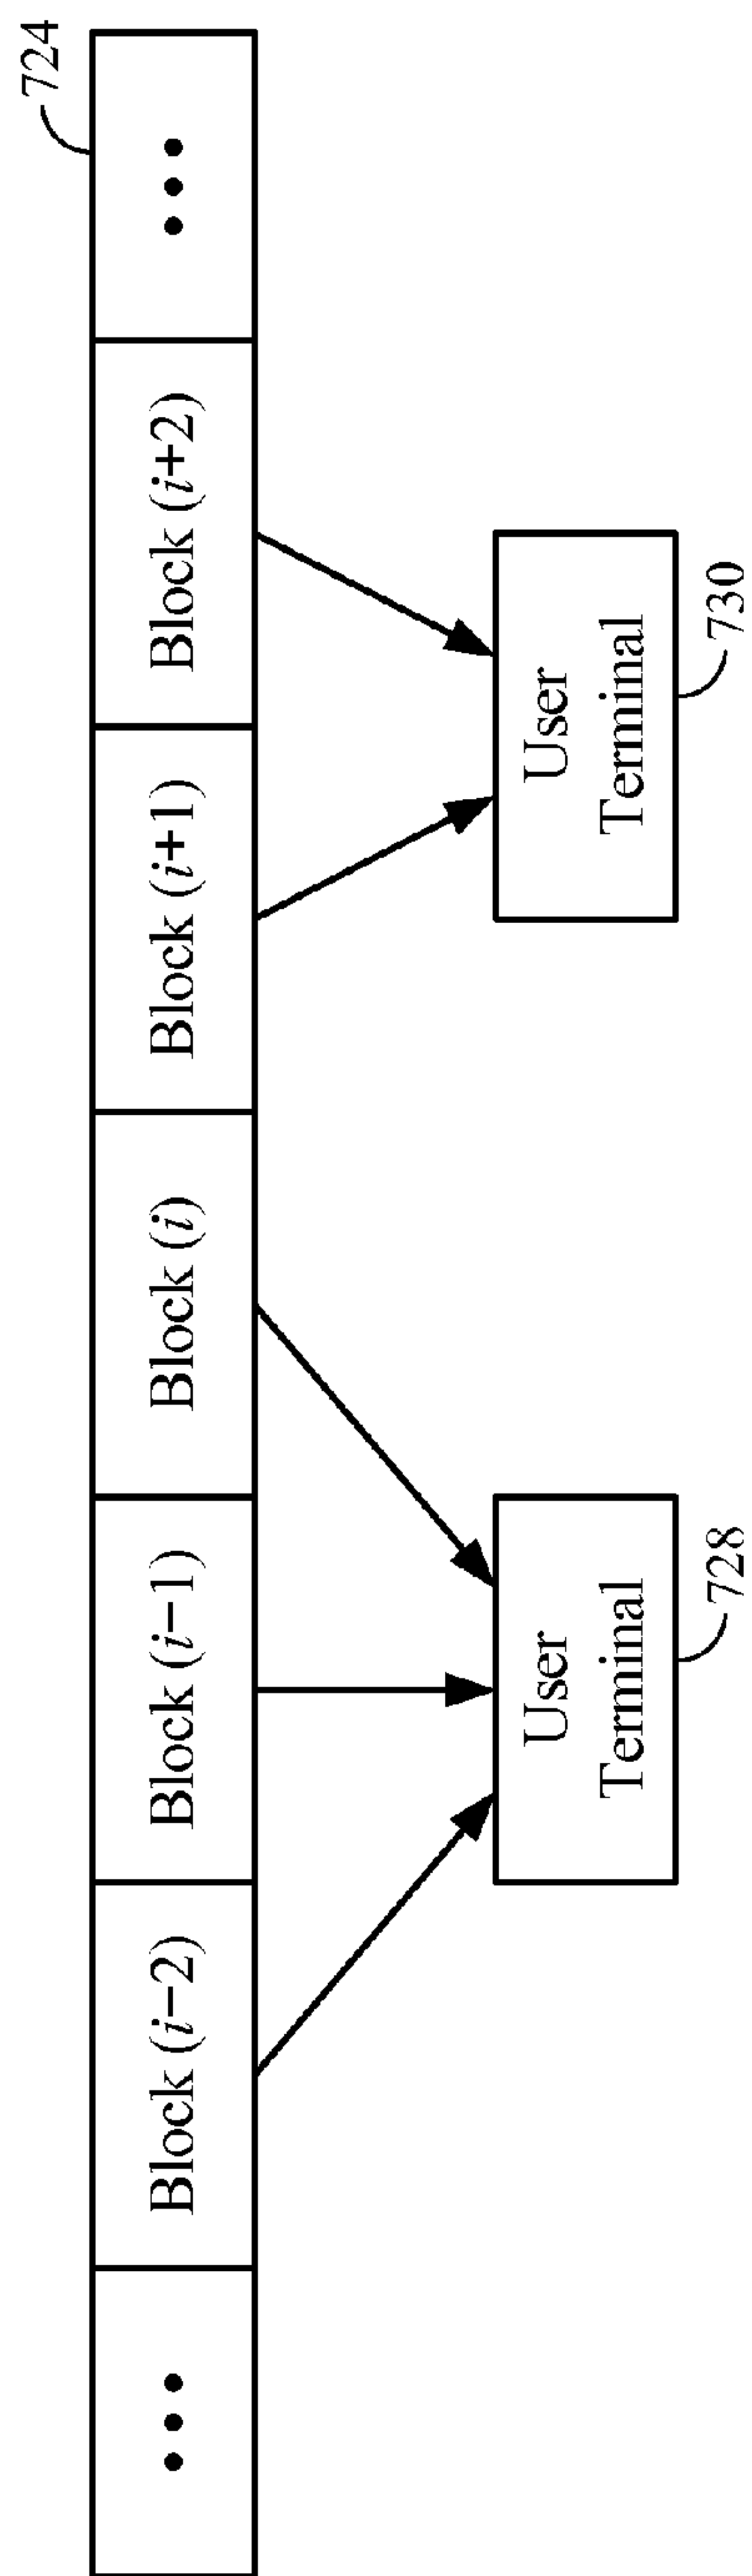 724
...
Block (i−2)
Block (i−1)
Block (i)
Block (i+1)
Block (i+2)
...
User
Terminal
728
User
Terminal
730